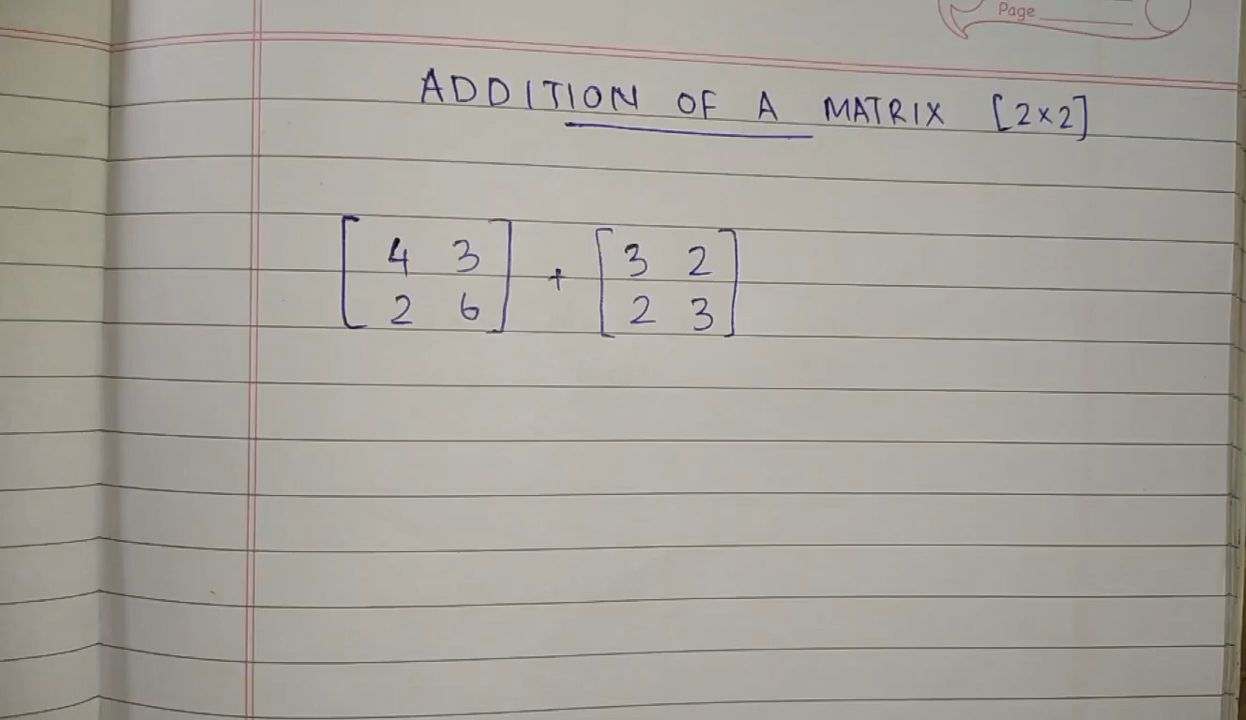 Page
ADDITION OF A MATRIX [2×2]
[4 3] + [3 2]
[2 6] [2 3]